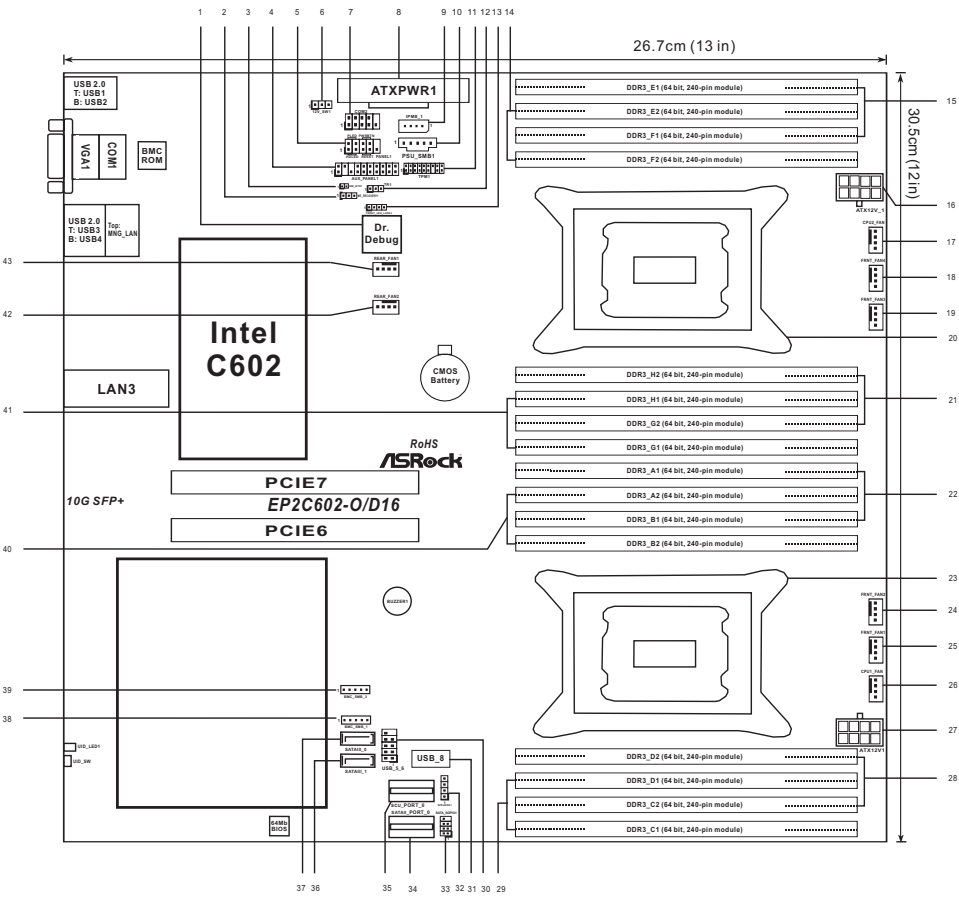 1 2 3 4 5 6 7 8 9 10 11 12 13 14
26.7cm (13 in)
30.5cm (12 in)
USB 2.0
T: USB1
B: USB2
VGA1
COM1
BMC
ROM
USB 2.0
T: USB3
B: USB4
Top:
MNG_LAN
ATXPWR1
COM2
IPMB_1
PSU_SMB1
AUX_PANEL1
TPM1
Dr.
Debug
REAR_FAN1
REAR_FAN2
Intel
C602
CMOS
Battery
LAN3
RoHS
ASRock
PCIE7
10G SFP+
EP2C602-O/D16
PCIE6
BUZZER1
UID_LED1
UID_SW
64Mb
BIOS
SATAIII_0
SATAIII_1
USB_5_6
USB_8
SCU_PORT_0
SATAII_PORT_0
DDR3_E1 (64 bit, 240-pin module)
DDR3_E2 (64 bit, 240-pin module)
DDR3_F1 (64 bit, 240-pin module)
DDR3_F2 (64 bit, 240-pin module)
ATX12V_1
CPU2_FAN
FRNT_FAN4
FRNT_FAN3
DDR3_H2 (64 bit, 240-pin module)
DDR3_H1 (64 bit, 240-pin module)
DDR3_G2 (64 bit, 240-pin module)
DDR3_G1 (64 bit, 240-pin module)
DDR3_A1 (64 bit, 240-pin module)
DDR3_A2 (64 bit, 240-pin module)
DDR3_B1 (64 bit, 240-pin module)
DDR3_B2 (64 bit, 240-pin module)
FRNT_FAN2
FRNT_FAN1
CPU1_FAN
ATX12V1
DDR3_D2 (64 bit, 240-pin module)
DDR3_D1 (64 bit, 240-pin module)
DDR3_C2 (64 bit, 240-pin module)
DDR3_C1 (64 bit, 240-pin module)
15
16
17
18
19
20
21
22
23
24
25
26
27
28
43
42
41
40
39
38
37 36 35 34 33 32 31 30 29